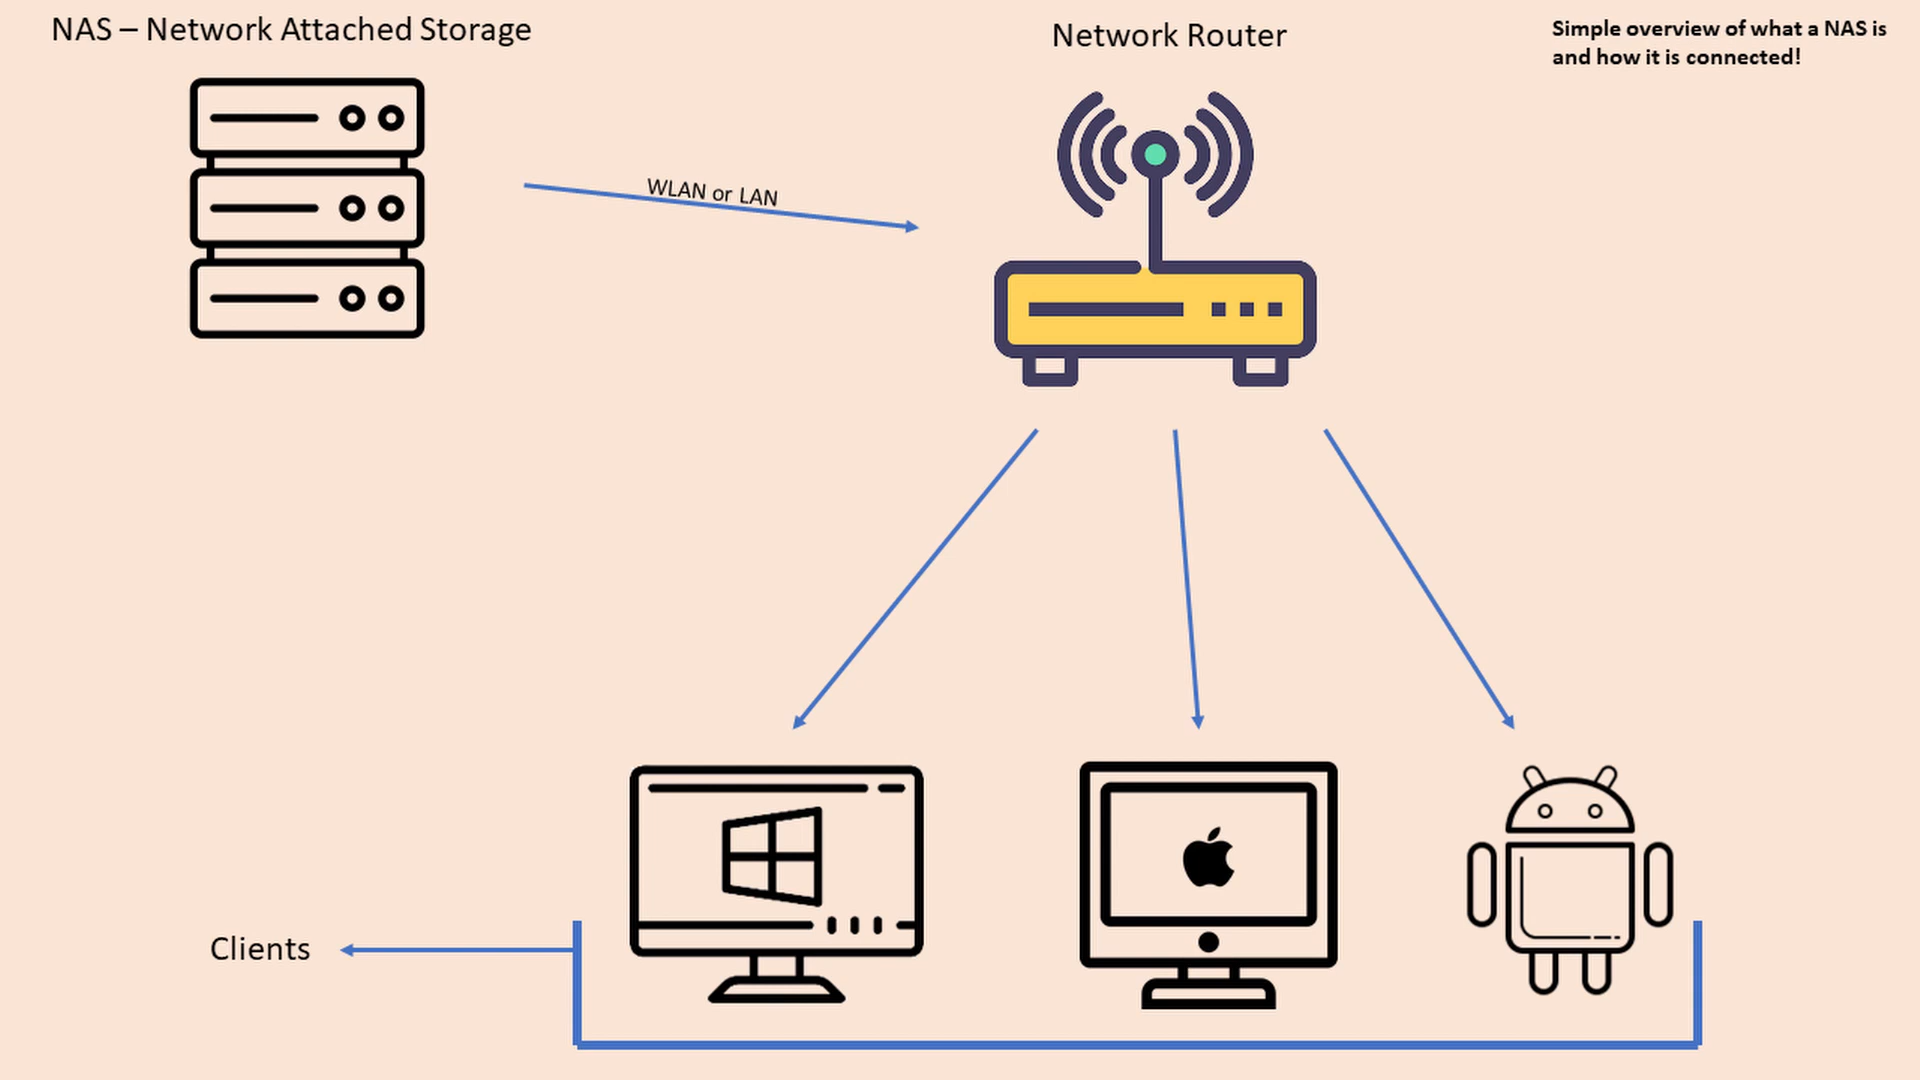 NAS – Network Attached Storage
Network Router
Simple overview of what a NAS is
and how it is connected!
WLAN or LAN
Clients